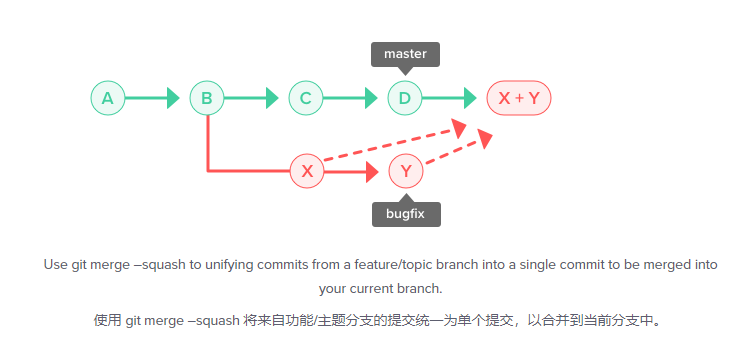 master
A
B
C
D
X + Y
X
Y
bugfix
Use git merge –squash to unifying commits from a feature/topic branch into a single commit to be merged into
your current branch.
使用 git merge –squash 将来自功能/主题分支的提交统一为单个提交，以合并到当前分支中。